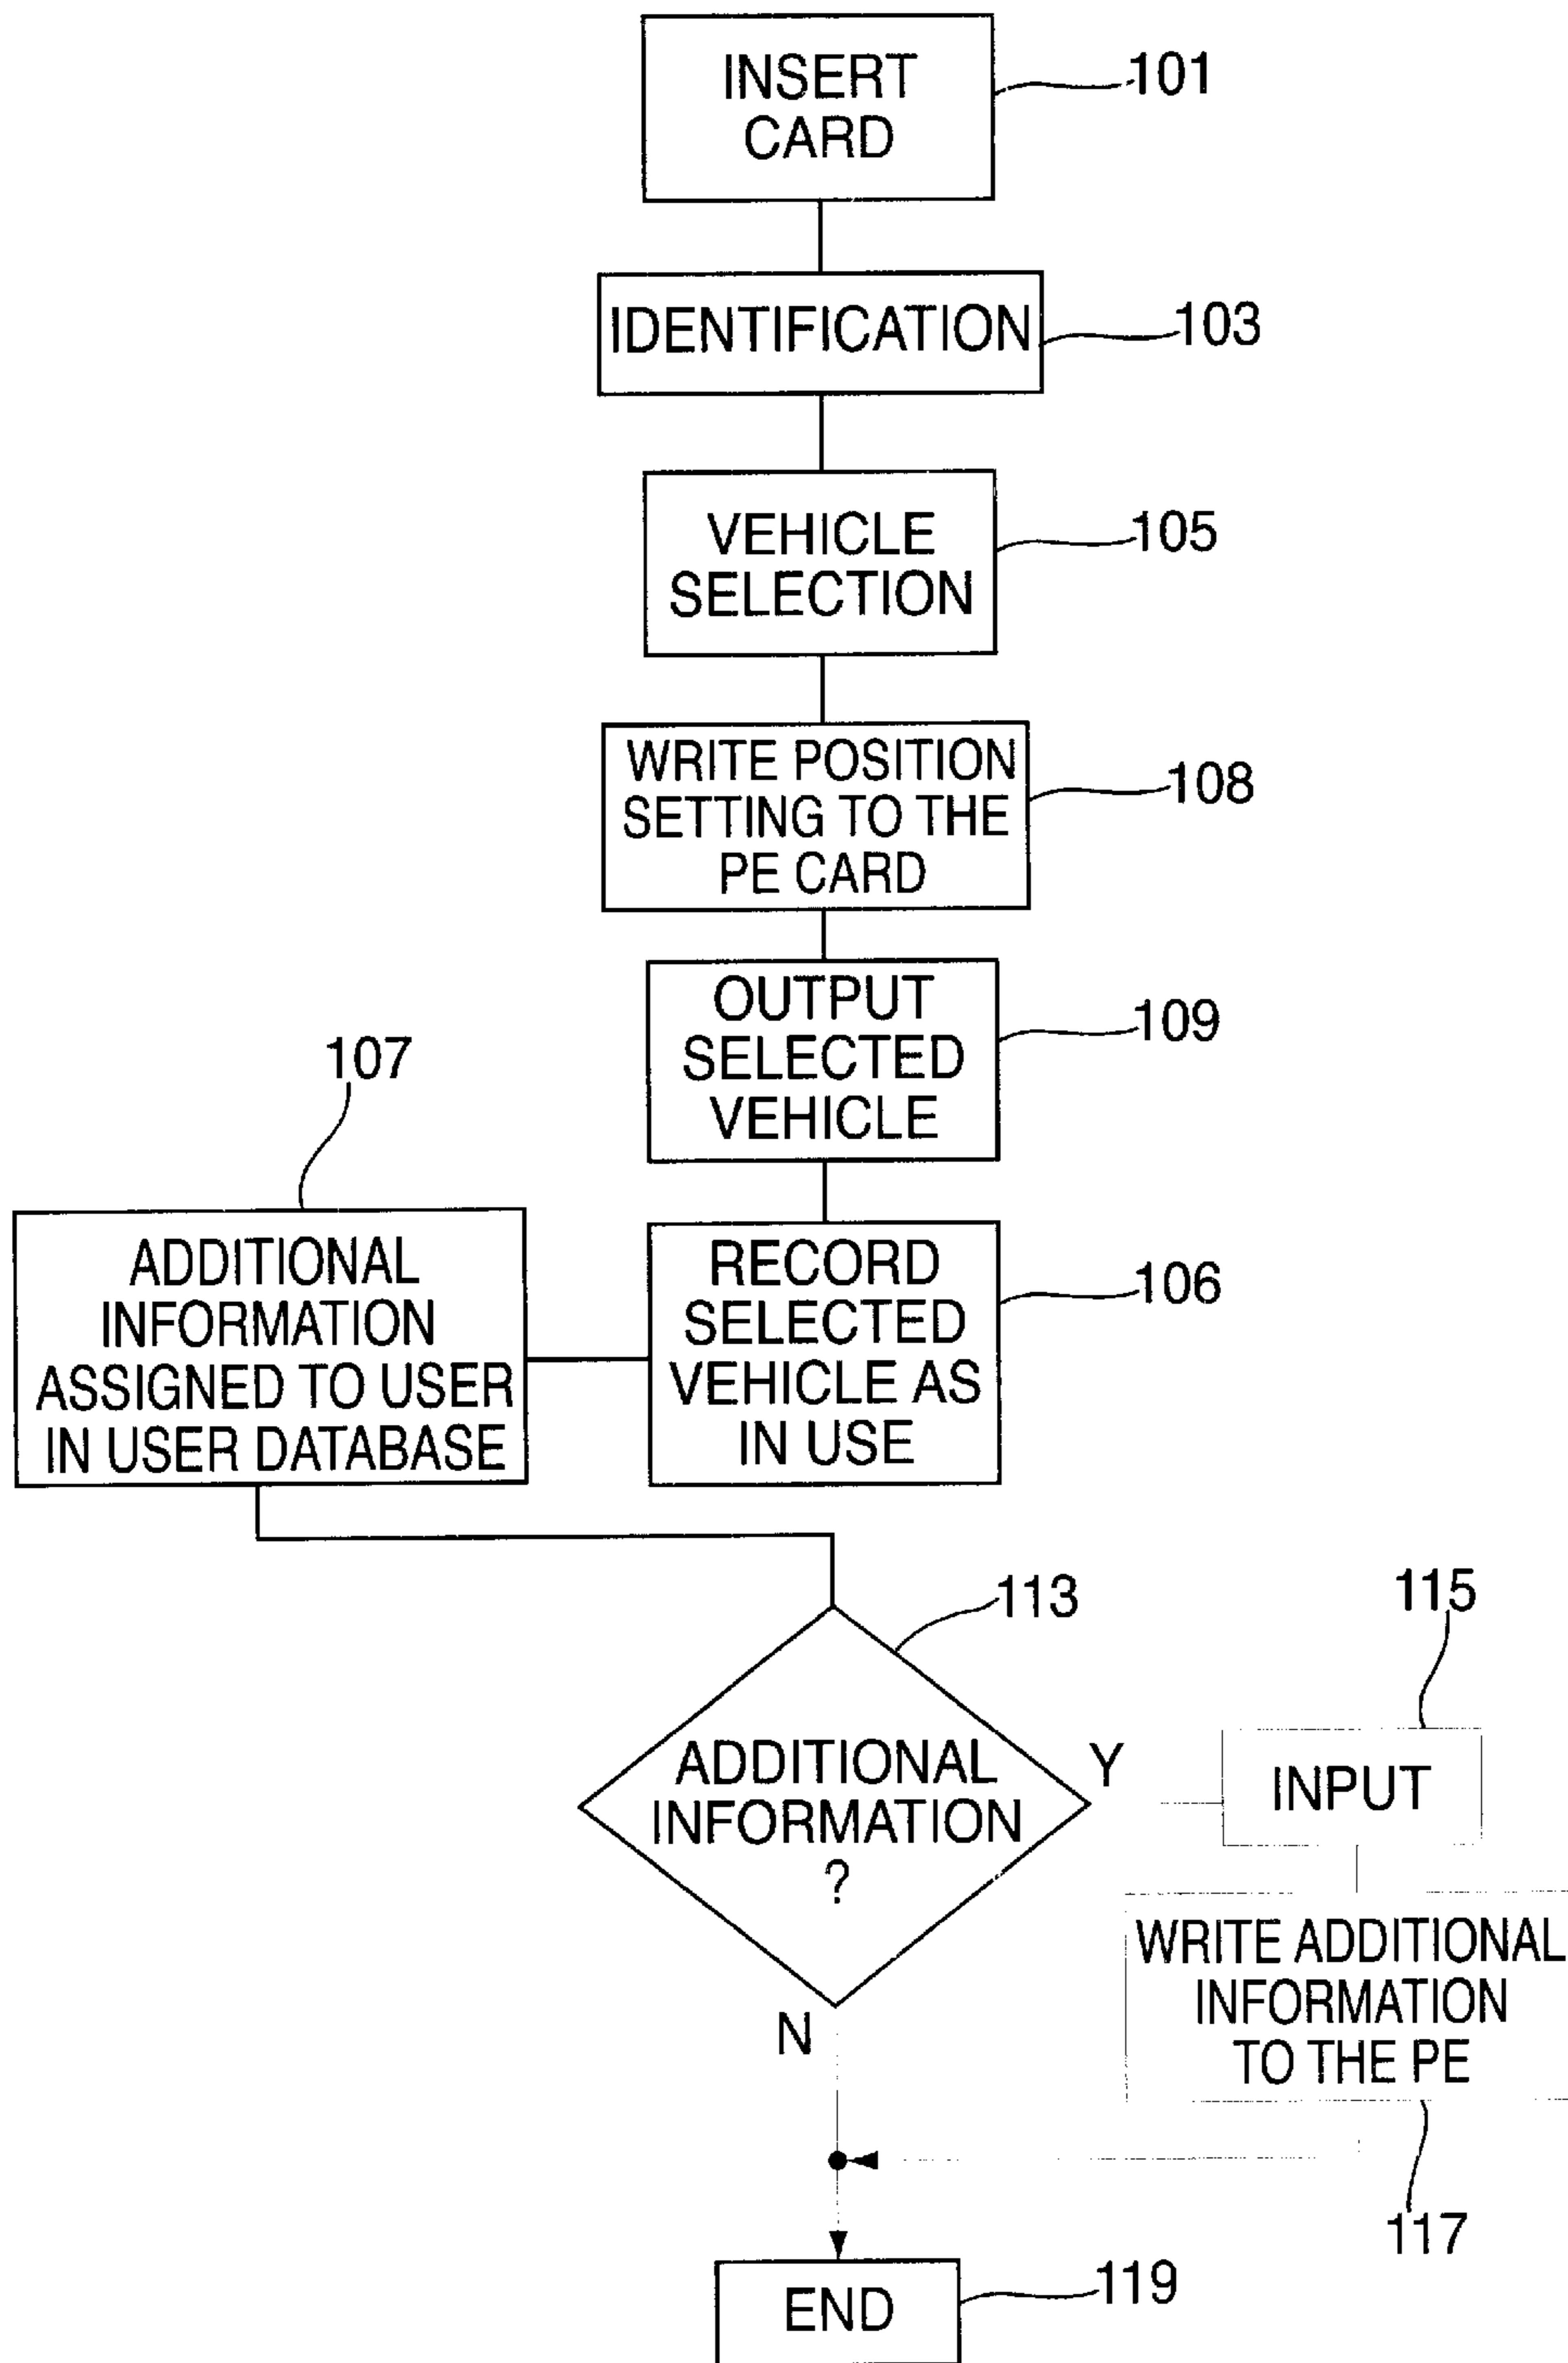 INSERT
CARD
101
IDENTIFICATION
103
VEHICLE
SELECTION
105
WRITE POSITION
SETTING TO THE
PE CARD
108
OUTPUT
SELECTED
VEHICLE
109
107
ADDITIONAL
INFORMATION
ASSIGNED TO USER
IN USER DATABASE
RECORD
SELECTED
VEHICLE AS
IN USE
106
113
ADDITIONAL
INFORMATION
?
Y
N
115
INPUT
WRITE ADDITIONAL
INFORMATION
TO THE PE
117
END
119